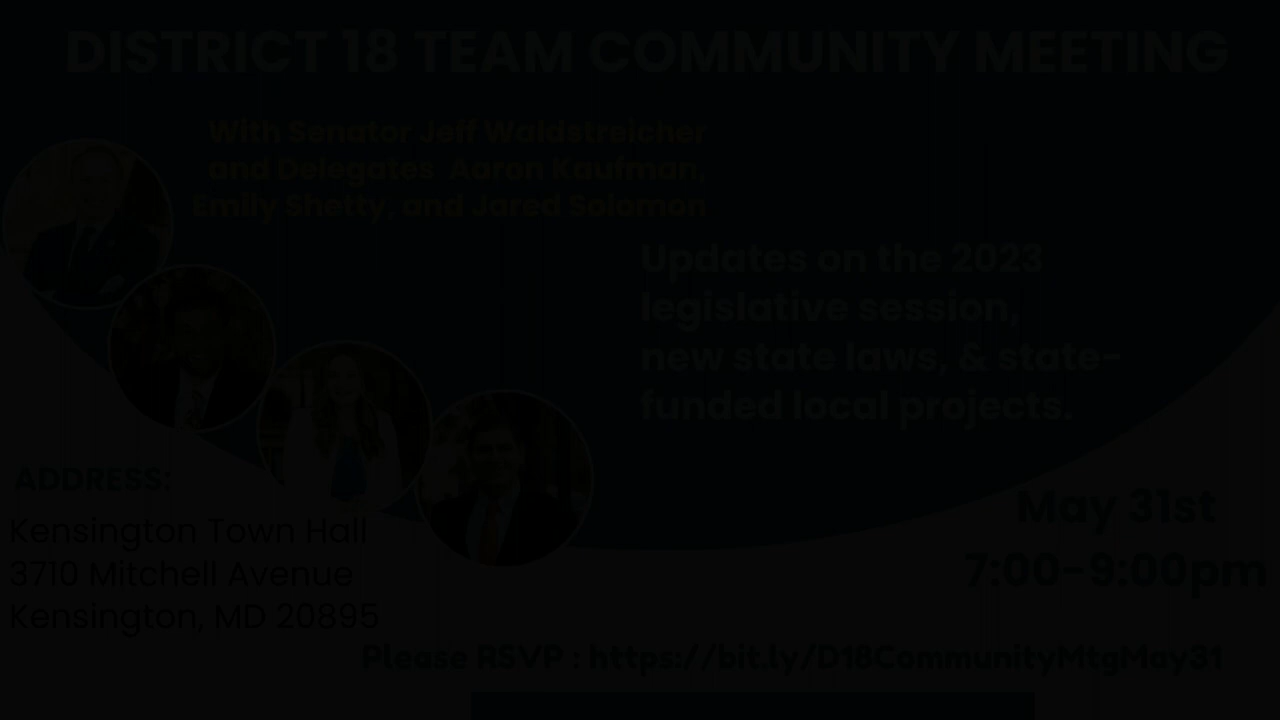 DISTRICT 18 TEAM COMMUNITY MEETING
With Senator Jeff Waldstreicher
and Delegates Aaron Kaufman,
Emily Shetty, and Jared Solomon
Updates on the 2023
legislative session,
new state laws, & state-
funded local projects.
ADDRESS:
Kensington Town Hall
3710 Mitchell Avenue
Kensington, MD 20895
May 31st
7:00-9:00pm
Please RSVP : https://bit.ly/D18CommunityMtgMay31